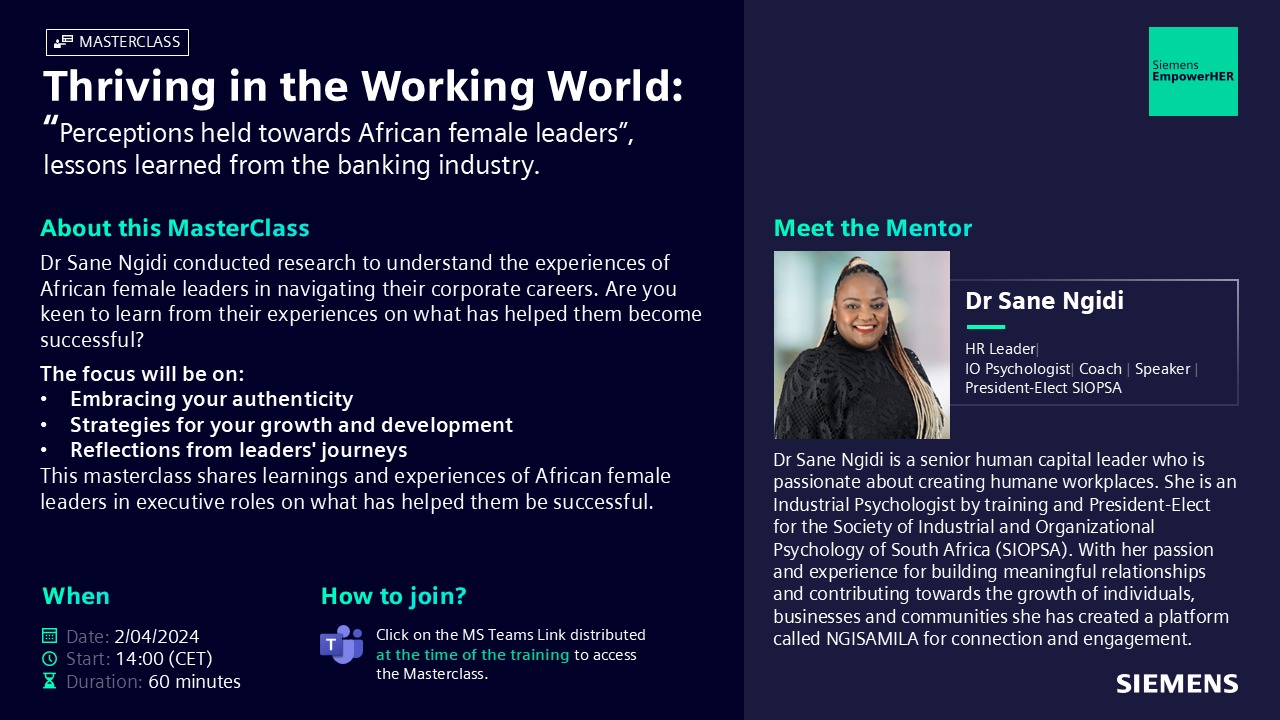 MASTERCLASS
Thriving in the Working World:
“Perceptions held towards African female leaders”,
lessons learned from the banking industry.
Siemens
EmpowerHER
About this MasterClass
Dr Sane Ngidi conducted research to understand the experiences of
African female leaders in navigating their corporate careers. Are you
keen to learn from their experiences on what has helped them become
successful?
The focus will be on:
• Embracing your authenticity
• Strategies for your growth and development
• Reflections from leaders' journeys
This masterclass shares learnings and experiences of African female
leaders in executive roles on what has helped them be successful.
When
Date: 2/04/2024
Start: 14:00 (CET)
Duration: 60 minutes
How to join?
T
Click on the MS Teams Link distributed
at the time of the training to access
the Masterclass.
Meet the Mentor
Dr Sane Ngidi
HR Leader|
IO Psychologist| Coach | Speaker |
President-Elect SIOPSA
Dr Sane Ngidi is a senior human capital leader who is
passionate about creating humane workplaces. She is an
Industrial Psychologist by training and President-Elect
for the Society of Industrial and Organizational
Psychology of South Africa (SIOPSA). With her passion
and experience for building meaningful relationships
and contributing towards the growth of individuals,
businesses and communities she has created a platform
called NGISAMILA for connection and engagement.
SIEMENS